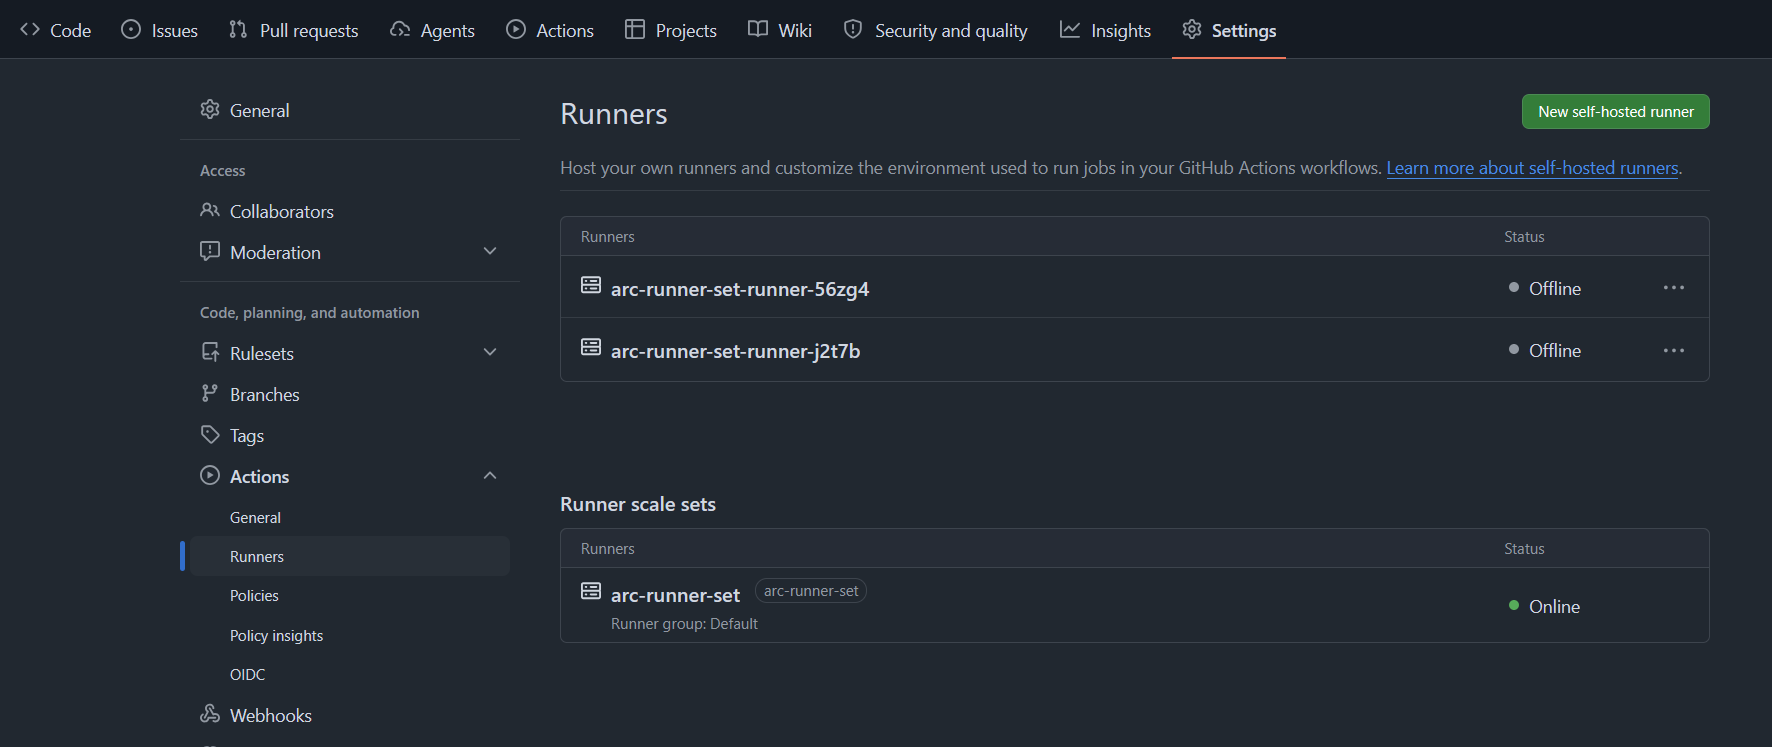 Code Issues Pull requests Agents Actions Projects Wiki Security and quality Insights Settings
General
Access
Collaborators
Moderation
Code, planning, and automation
Rulesets
Branches
Tags
Actions
General
Runners
Policies
Policy insights
OIDC
Webhooks
Runners
New self-hosted runner
Host your own runners and customize the environment used to run jobs in your GitHub Actions workflows. Learn more about self-hosted runners.
Runners Status
arc-runner-set-runner-56zg4 Offline
arc-runner-set-runner-j2t7b Offline
Runner scale sets
Runners Status
arc-runner-set arc-runner-set Online
Runner group: Default